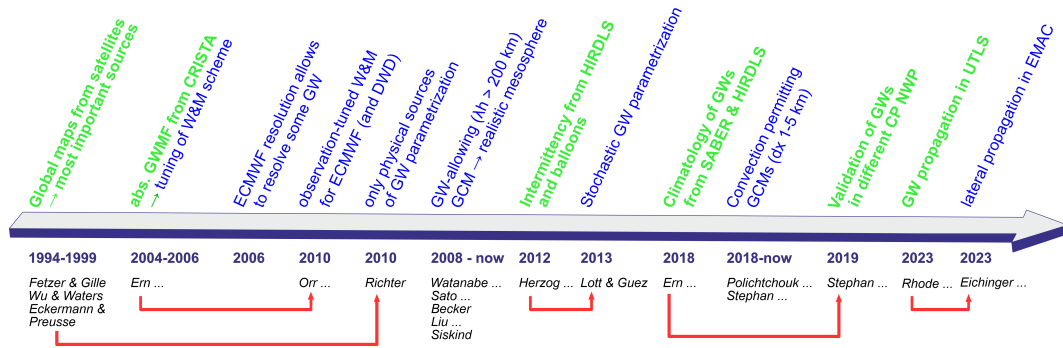 Global maps from satellites
→ most important sources
abs. GWMF from CRISTA
→ tuning of W&M scheme
ECMWF resolution allows
to resolve some GW
observation-tuned W&M
for ECWMF (and DWD)
only physical sources
of GW parametrization
GW-allowing (λh > 200 km)
GCM → realistic mesosphere
Intermittency from HIRDLS
and balloons
Stochastic GW parametrization
Climatology of GWs
from SABER & HIRDLS
Convection permitting
GCMs (dx 1-5 km)
Validation of GWs
in different CP NWP
GW propagation in UTLS
lateral propagation in EMAC
1994-1999
2004-2006
2006
2010
2010
2008 - now
2012
2013
2018
2018-now
2019
2023
2023
Fetzer & Gille
Wu & Waters
Eckermann &
Preusse
Ern ...
Orr ...
Richter
Watanabe ...
Sato ...
Becker
Liu ...
Siskind
Herzog ...
Lott & Guez
Ern ...
Polichtchouk ...
Stephan ...
Stephan ...
Rhode ...
Eichinger ...